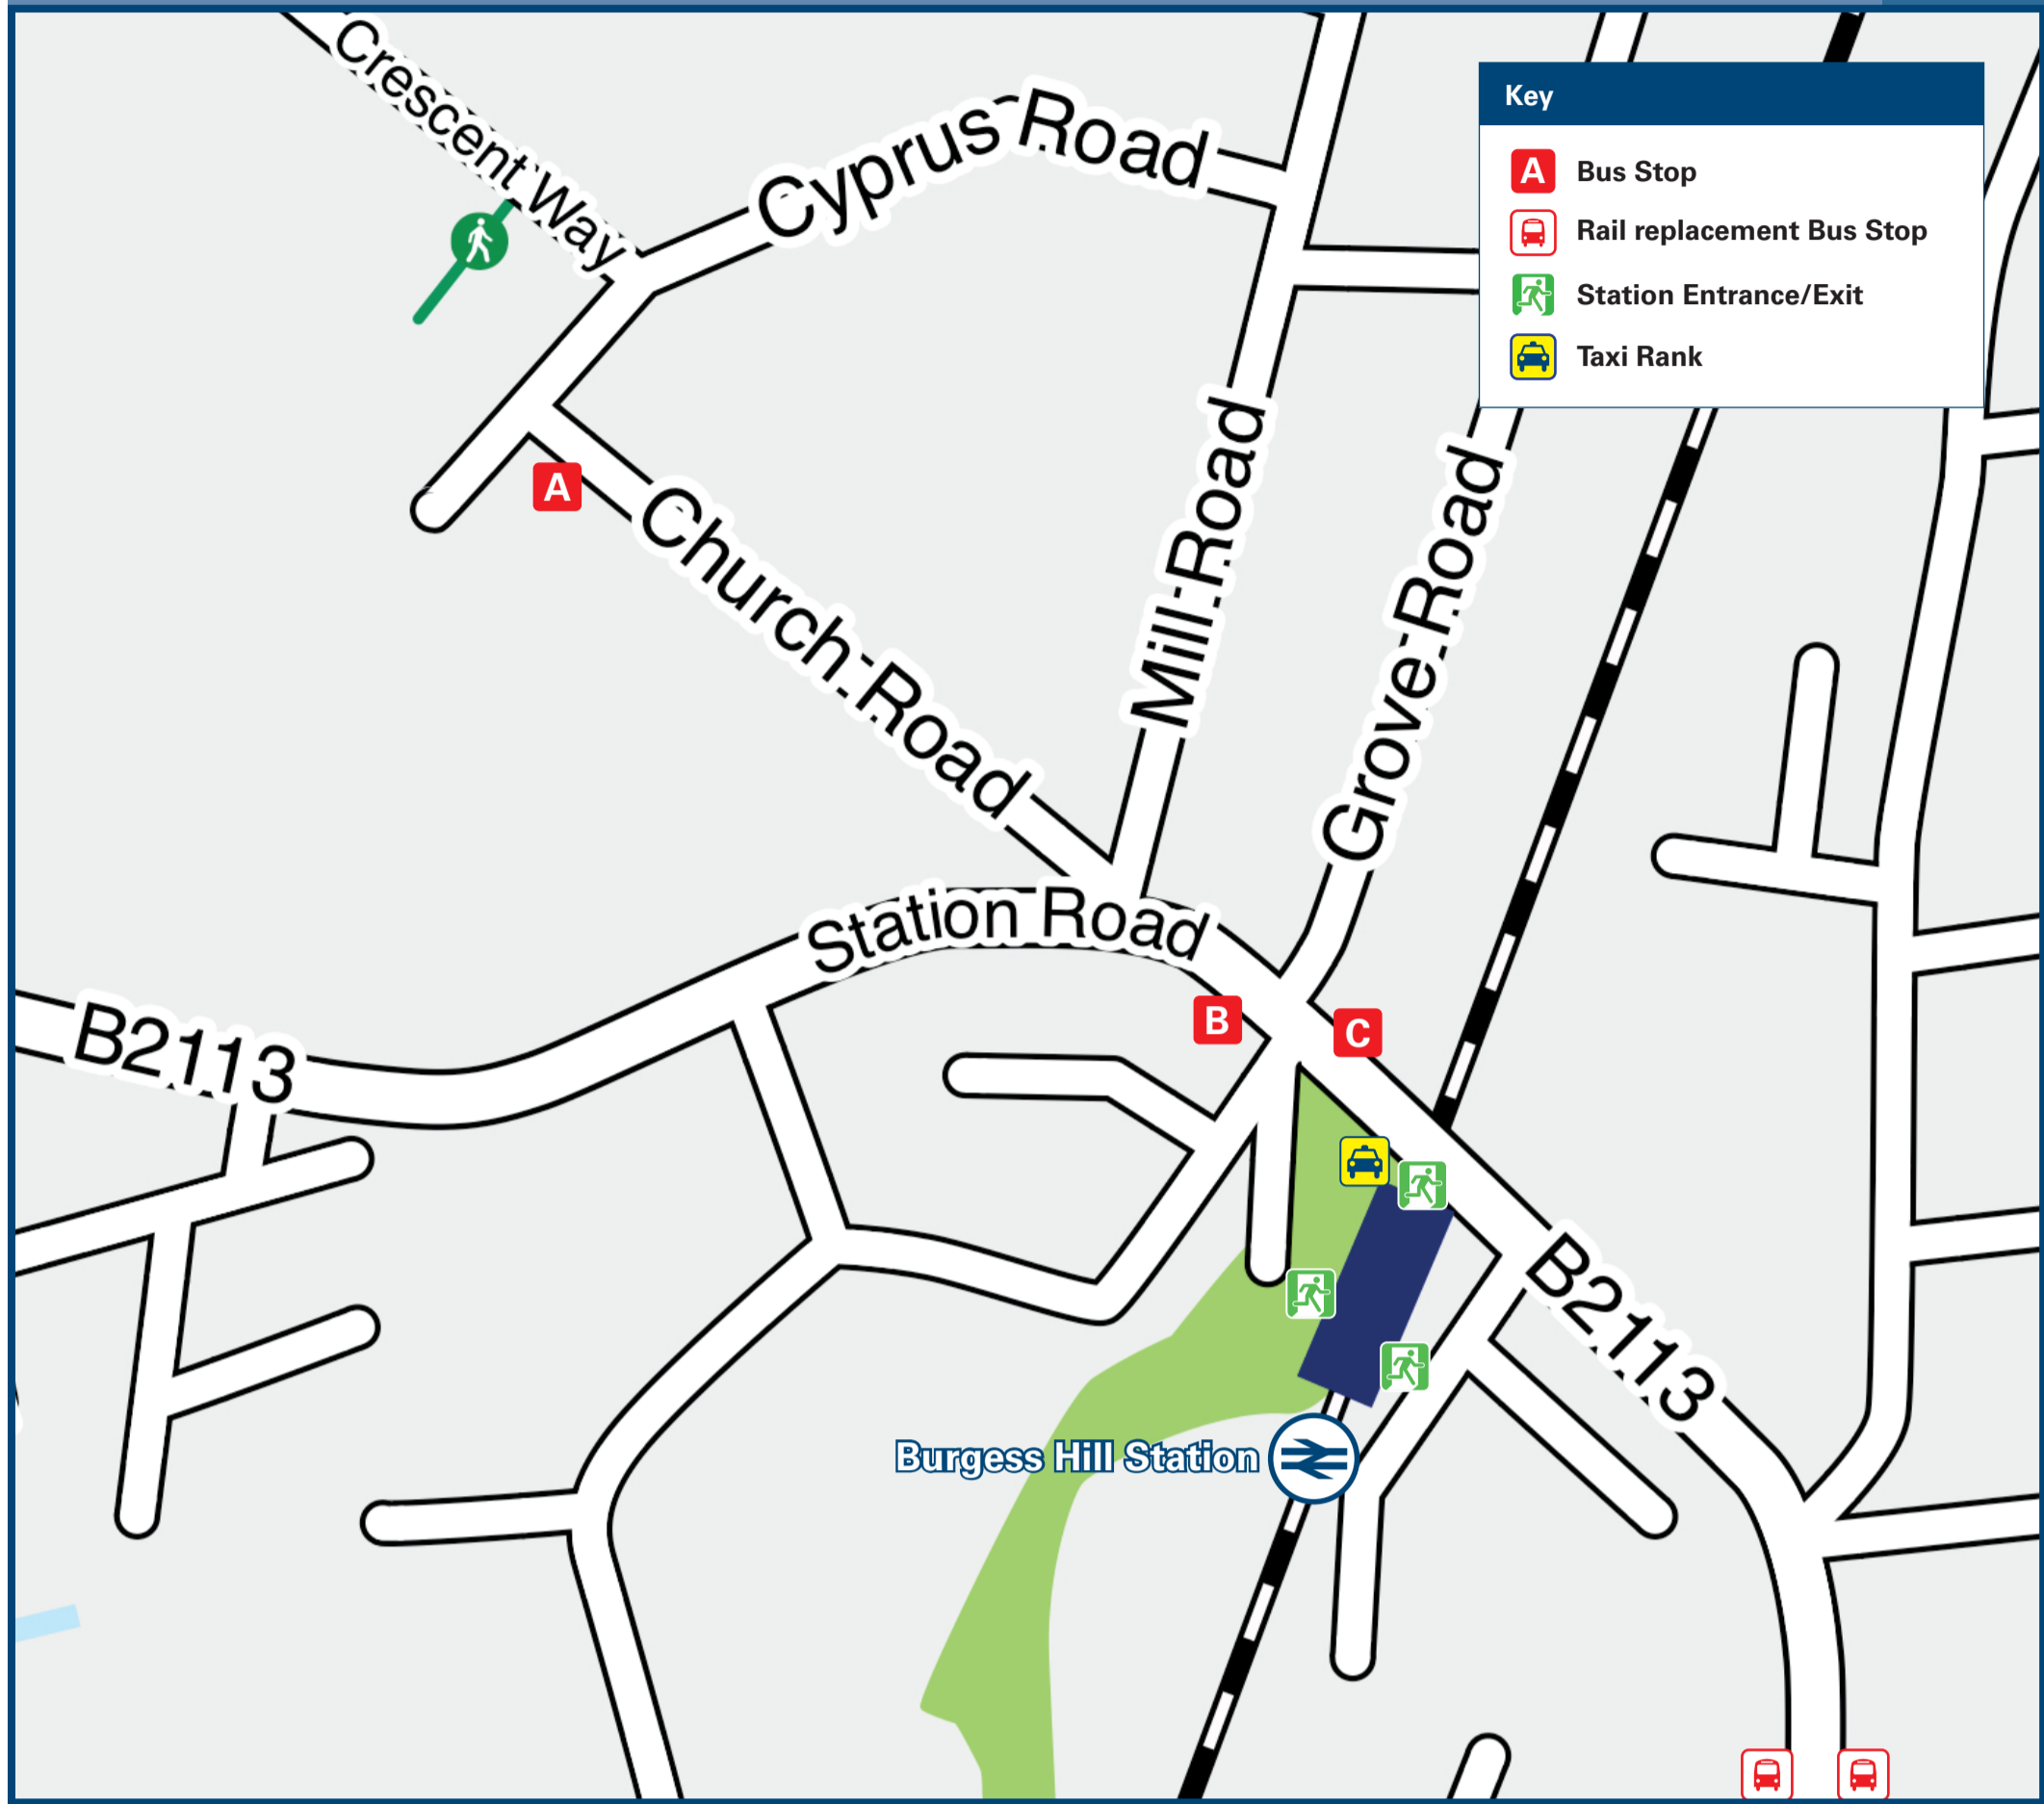 Crescent Way
Cyprus Road
Key
A Bus Stop
Rail replacement Bus Stop
Station Entrance/Exit
Taxi Rank
A
Church Road
Mill Road
Grove Road
Station Road
B2113
B
C
B2113
Burgess Hill Station